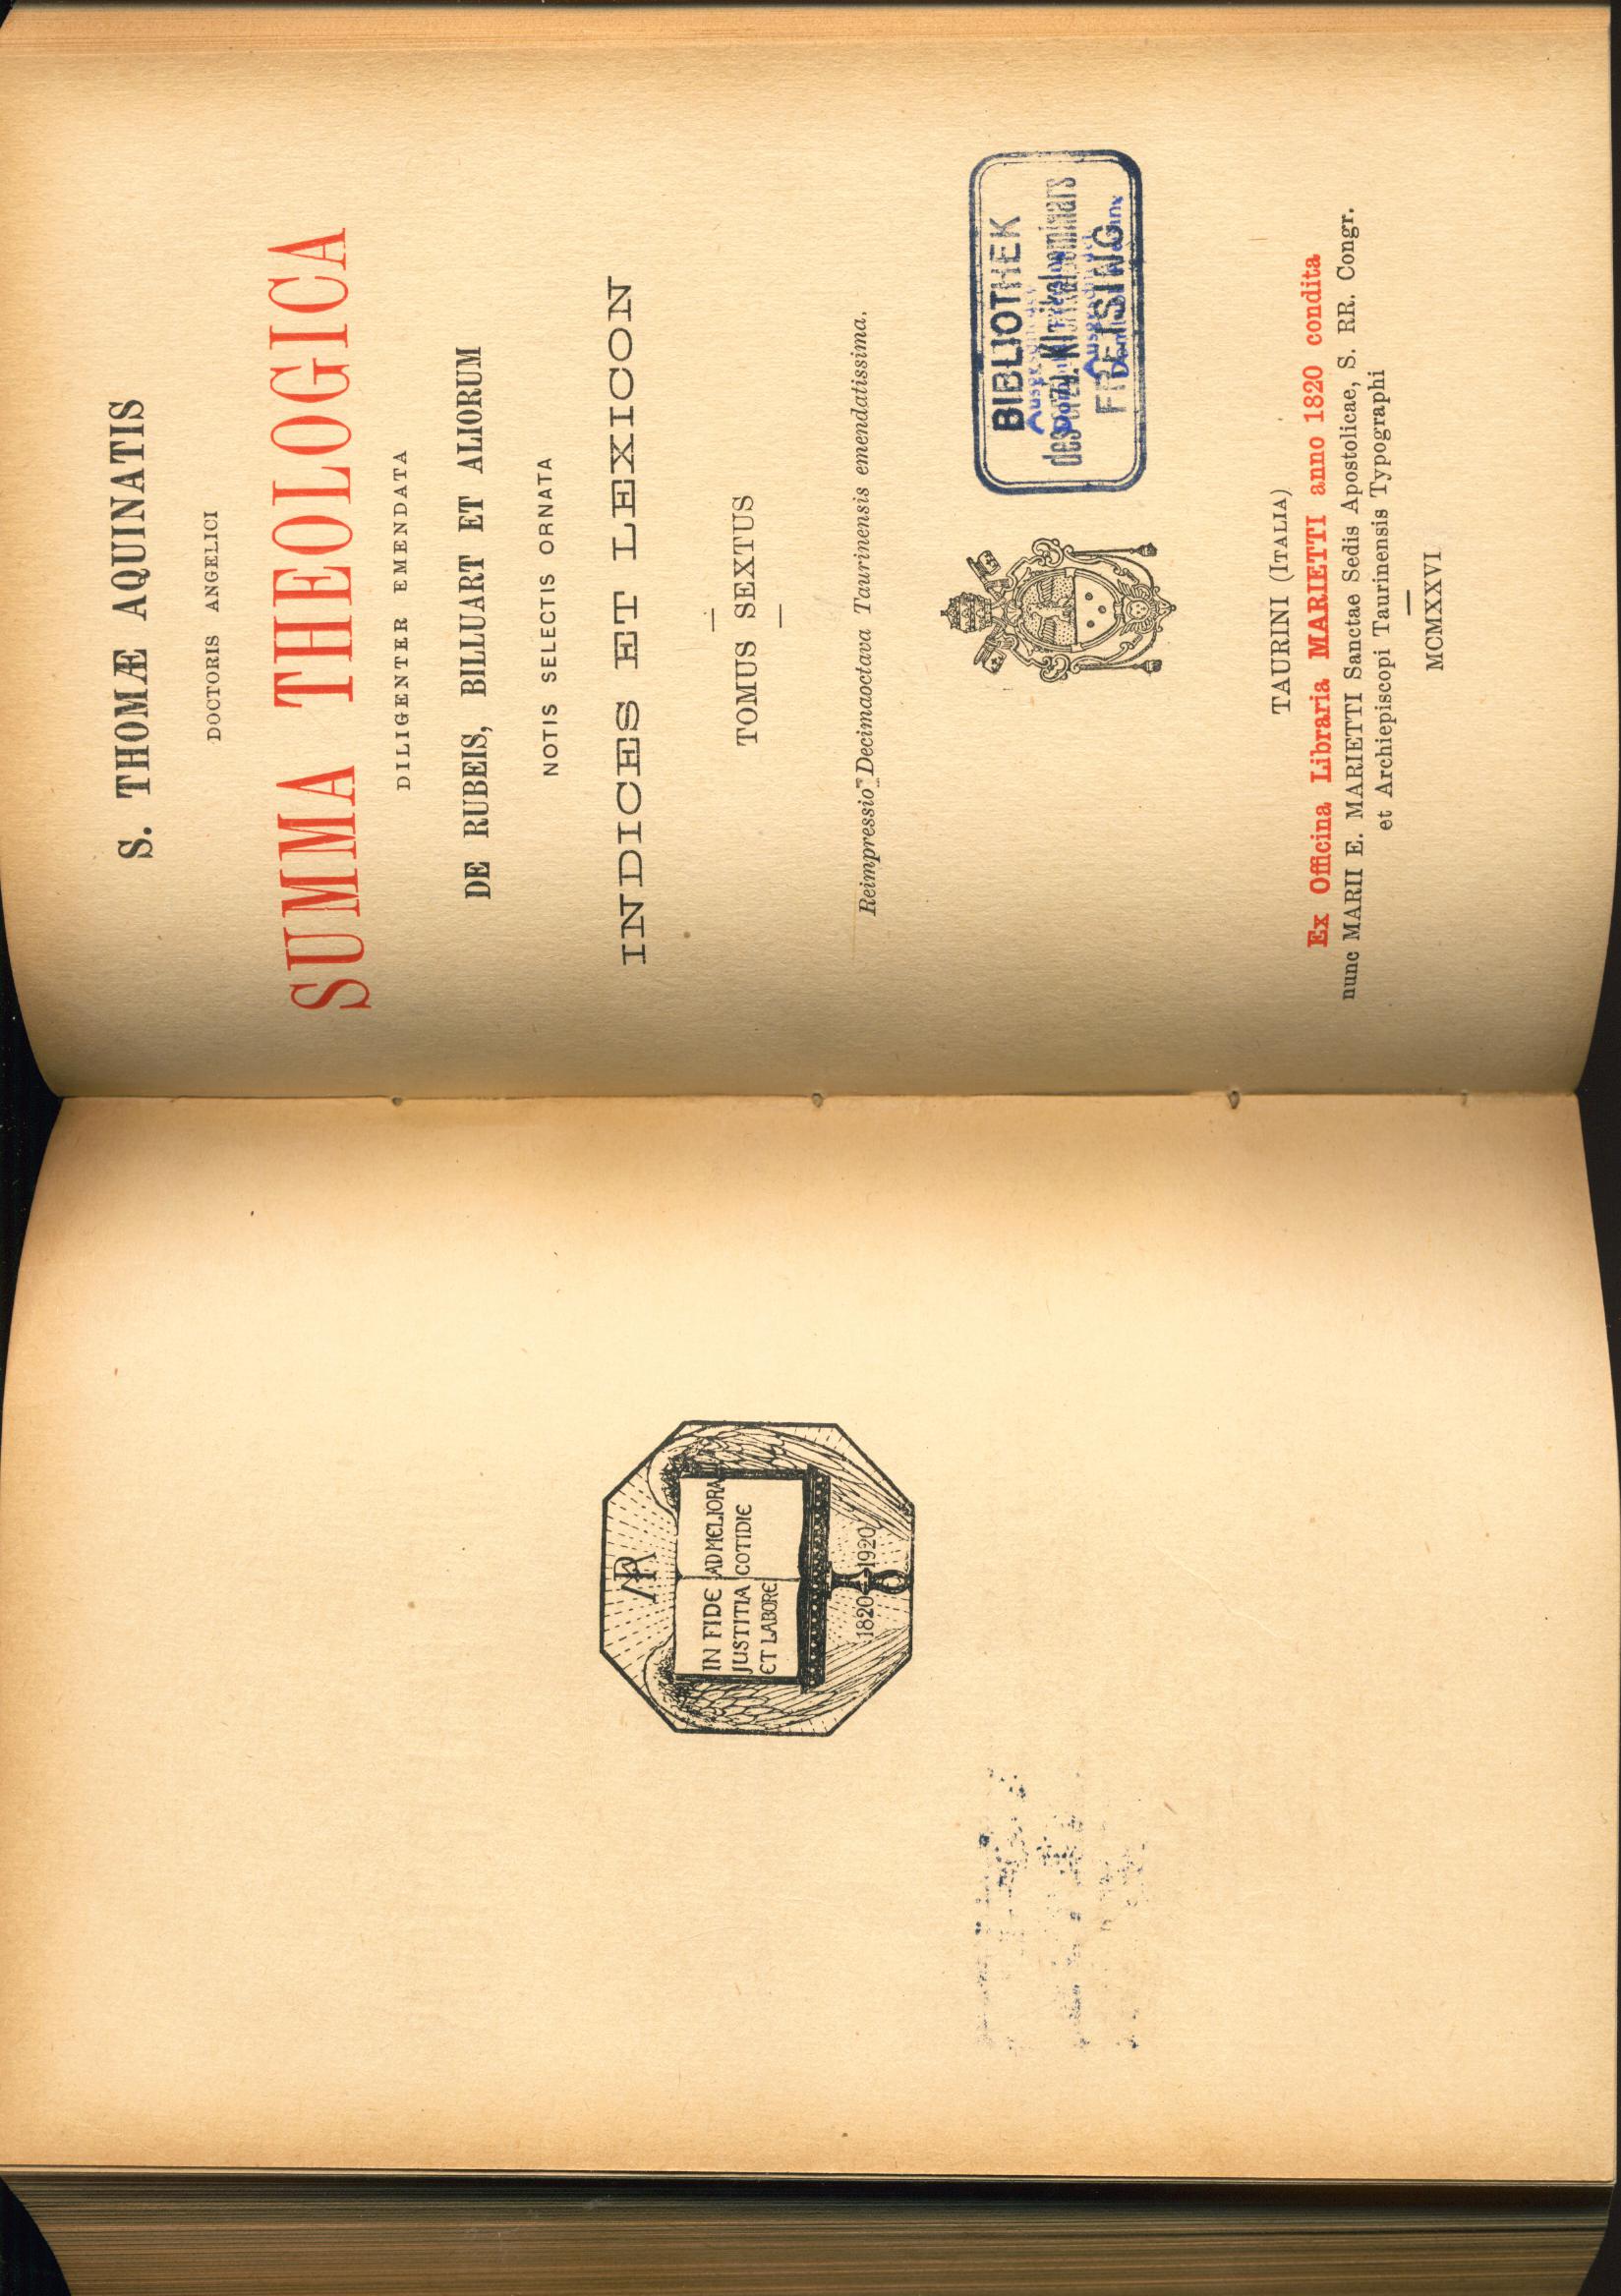 IN FIDE
JUSTITIA
ET LABORE
AD MELIORA
COTIDIE
1820 1920
S. THOMÆ AQUINATIS
DOCTORIS ANGELICI
SUMMA THEOLOGICA
DILIGENTER EMENDATA
DE RUBEIS, BILLUART ET ALIORUM
NOTIS SELECTIS ORNATA
INDICES ET LEXICON
TOMUS SEXTUS
Reimpressio Decimaoctava Taurinensis emendatissima.
BIBLIOTHEK
des erzb. Klerikalseminars
FREISING
TAURINI (ITALIA)
Ex Officina Libraria MARIETTI anno 1820 condita
nunc MARII E. MARIETTI Sanctae Sedis Apostolicae, S. RR. Congr.
et Archiepiscopi Taurinensis Typographi
MCMXXVI